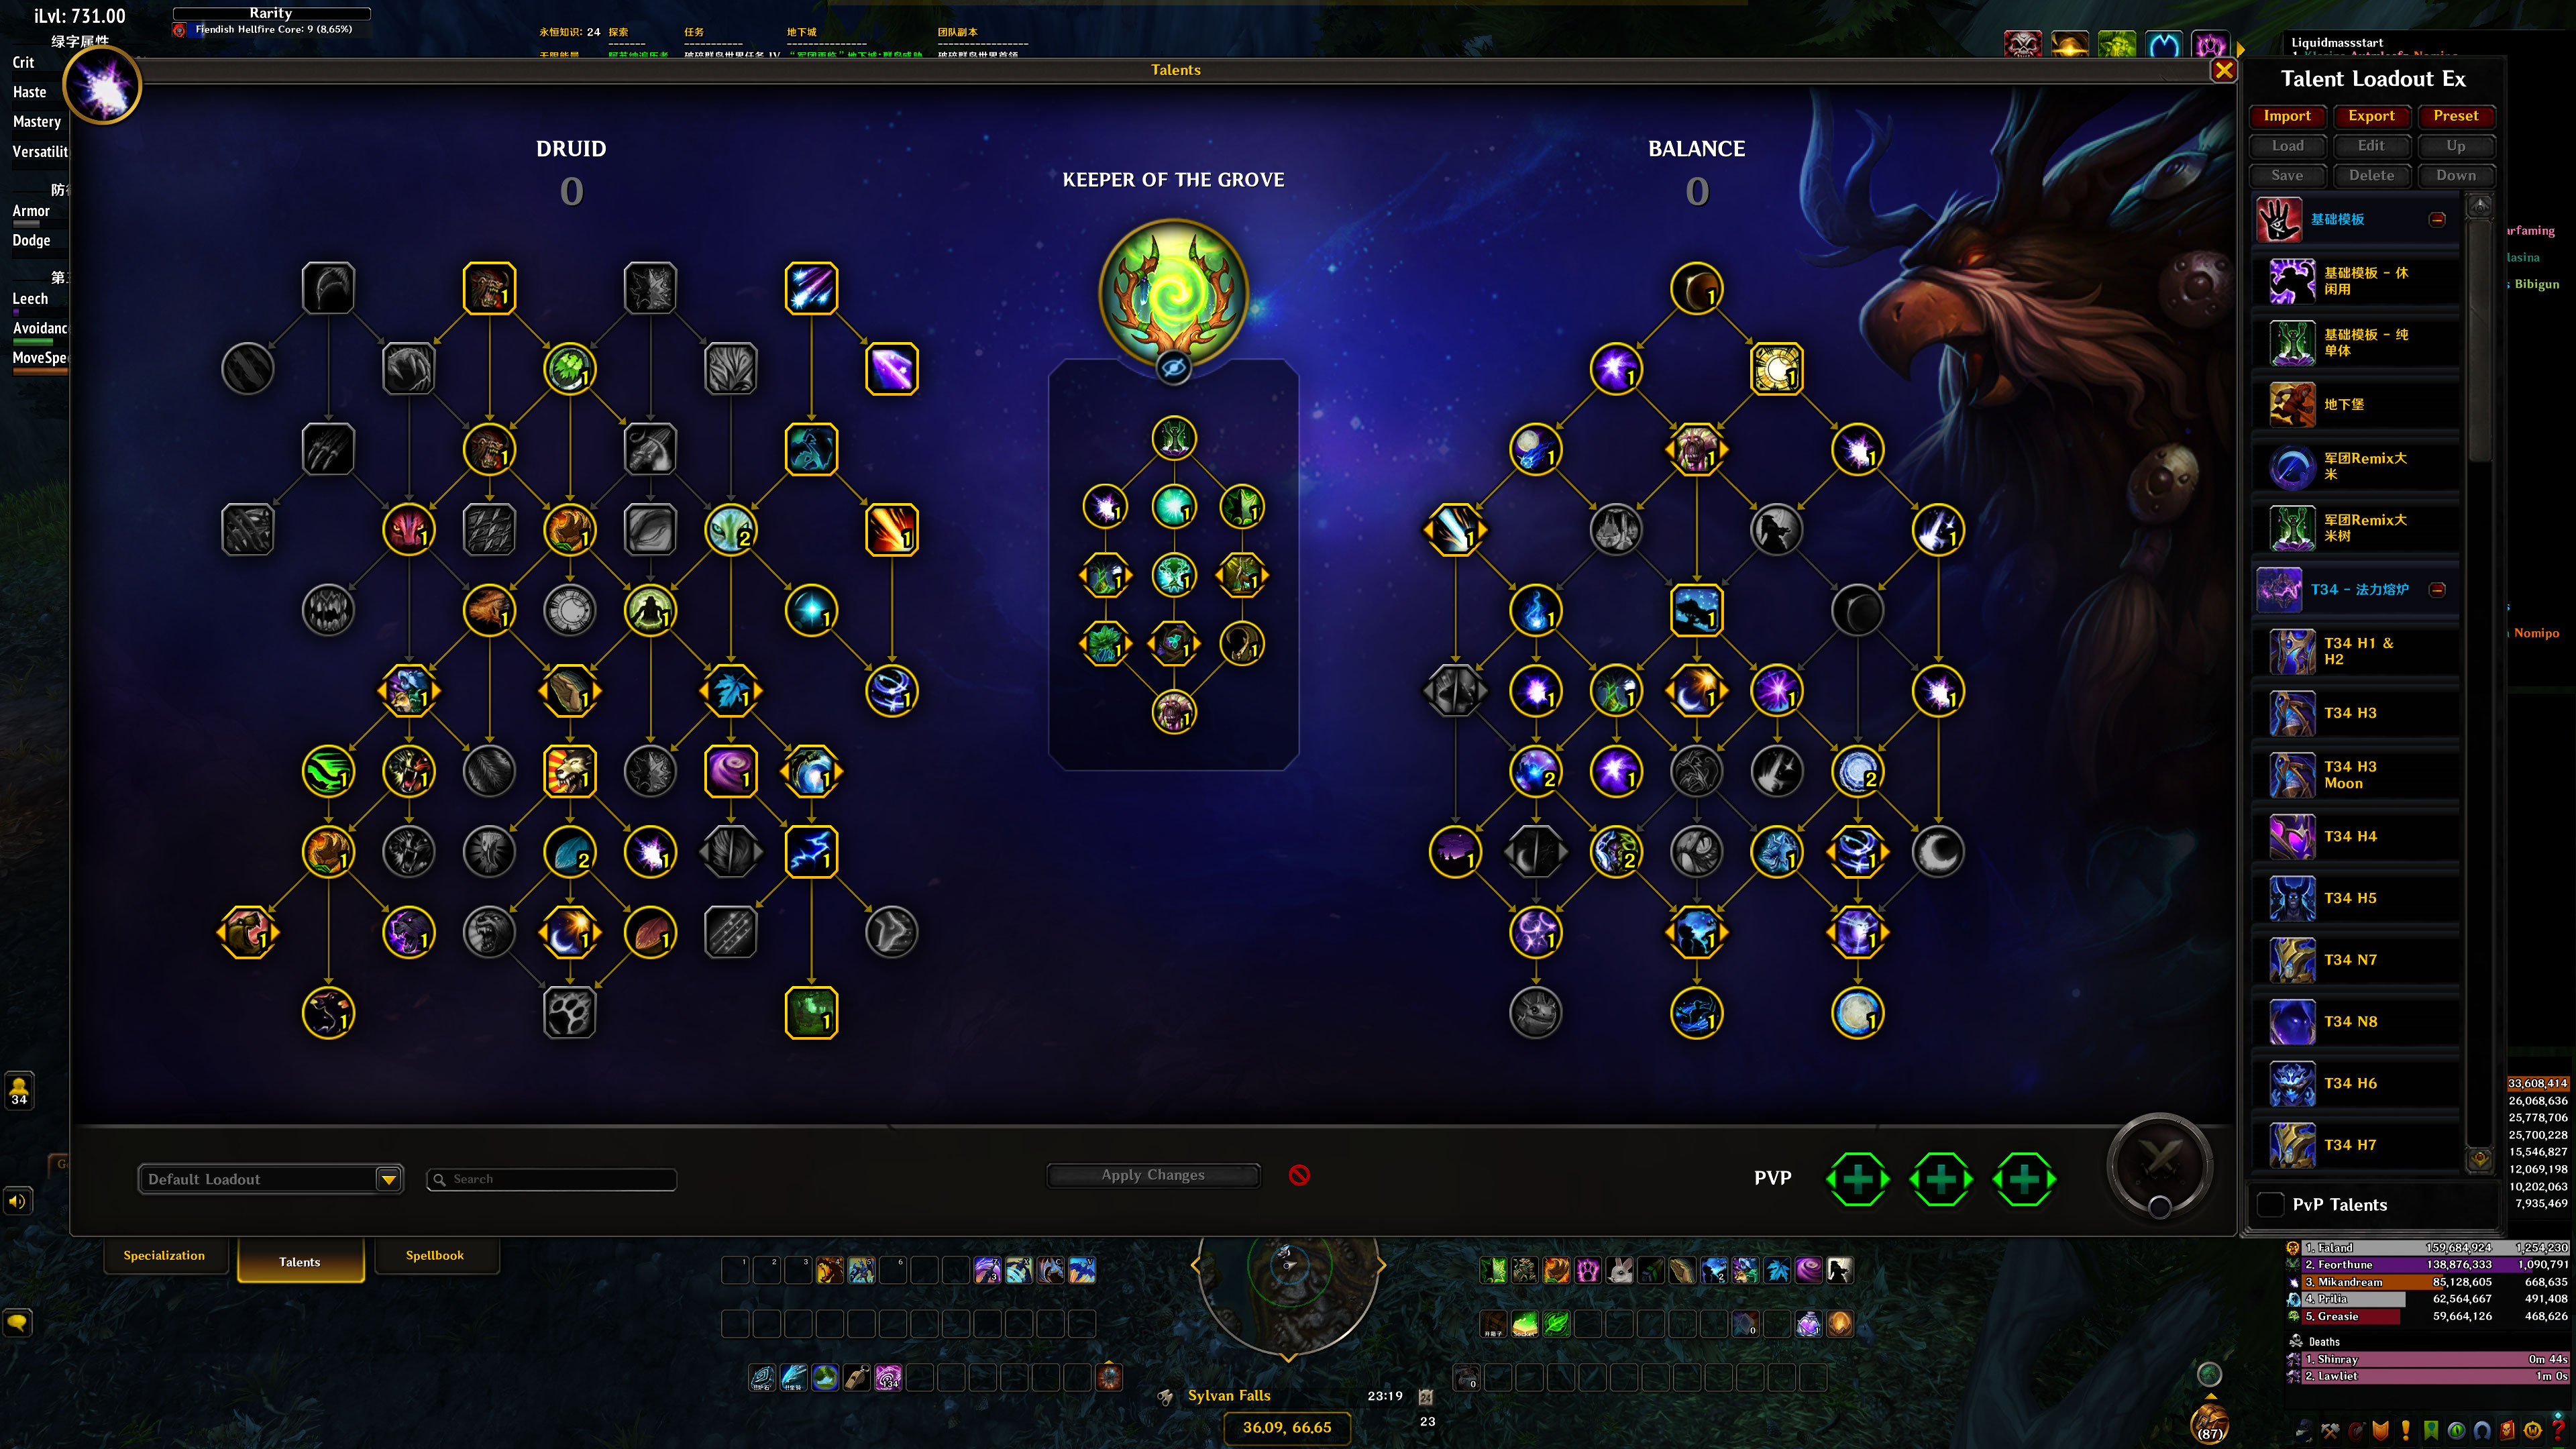 iLvl: 731.00
绿字属性
Crit
Haste
Mastery
Versatilit
Armor
Dodge
Leech
Avoidanc
MoveSpee
Rarity
Fiendish Hellfire Core: 9 (8,65%)
永恒知识: 24 探索 任务 地下城 团队副本
Liquidmassstart
Talents
DRUID
0
KEEPER OF THE GROVE
BALANCE
0
Talent Loadout Ex
Import Export Preset
Load Edit Up
Save Delete Down
基础模板
基础模板 - 休
闲用
基础模板 - 纯
单体
地下堡
军团Remix大
米
军团Remix大
米树
T34 - 法力熔炉
T34 H1 &
H2
T34 H3
T34 H3
Moon
T34 H4
T34 H5
T34 N7
T34 N8
T34 H6
T34 H7
PvP Talents
arfaming
lasina
s Bibigun
Nomipo
34
Default Loadout
Search
Apply Changes
PVP
Specialization
Talents
Spellbook
33,608,414
26,068,636
25,778,706
25,700,228
15,546,827
12,069,198
10,202,063
7,935,469
1. Faland 159,684,924 1,254,230
2. Feorthune 138,876,333 1,090,791
3. Mikandream 85,128,605 668,635
4. Prilia 62,564,667 491,408
5. Greasie 59,664,126 468,626
Deaths
1. Shinray 0m 44s
2. Lawliet 1m 0s
Sylvan Falls
23:19
23
36.09, 66.65
(87)